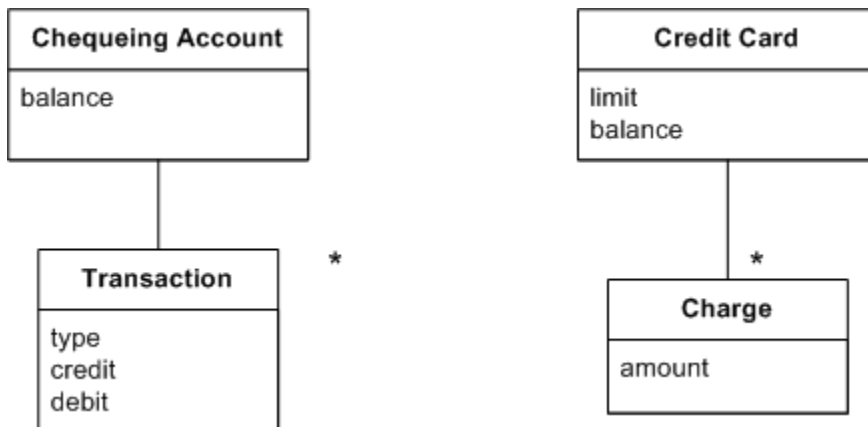 Chequeing Account
balance
Transaction
*
type
credit
debit
Credit Card
limit
balance
*
Charge
amount